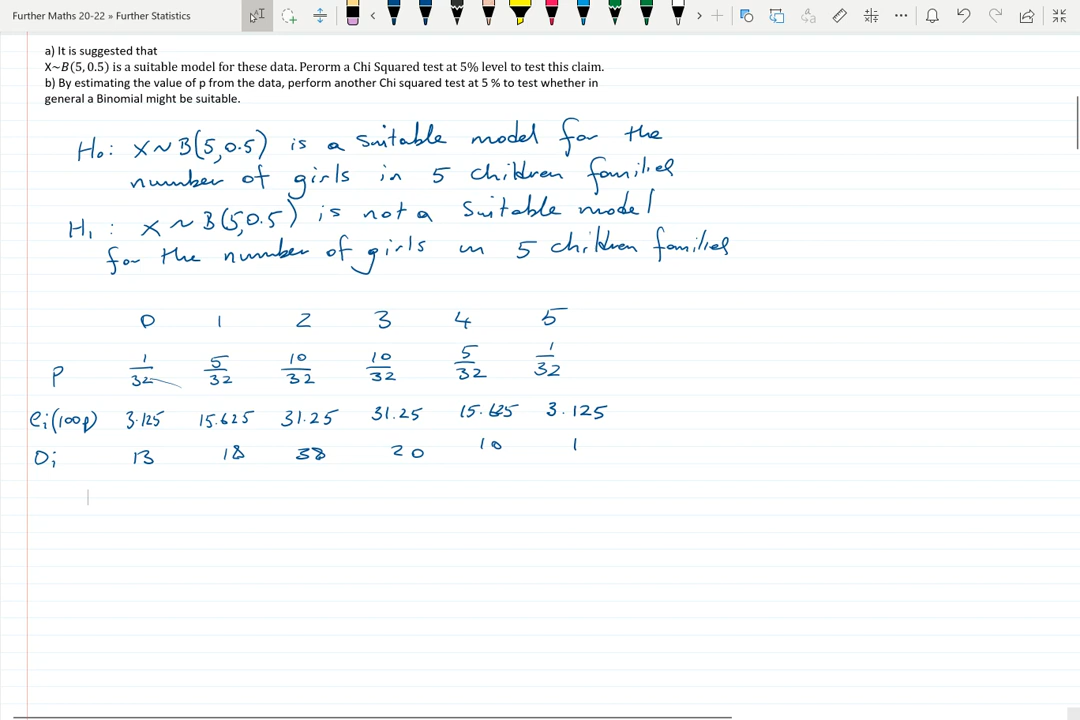 Further Maths 20-22 » Further Statistics
a) It is suggested that
X~B(5, 0.5) is a suitable model for these data. Perorm a Chi Squared test at 5% level to test this claim.
b) By estimating the value of p from the data, perform another Chi squared test at 5 % to test whether in
general a Binomial might be suitable.
H₀: X~B(5,0.5) is a suitable model for the
number of girls in 5 children families
H₁: X~B(5,0.5) is not a suitable model
for the number of girls in 5 children families
0 1 2 3 4 5
P 1/32 5/32 10/32 10/32 5/32 1/32
ei(100p) 3.125 15.625 31.25 31.25 15.625 3.125
Oi 13 18 38 20 10 1